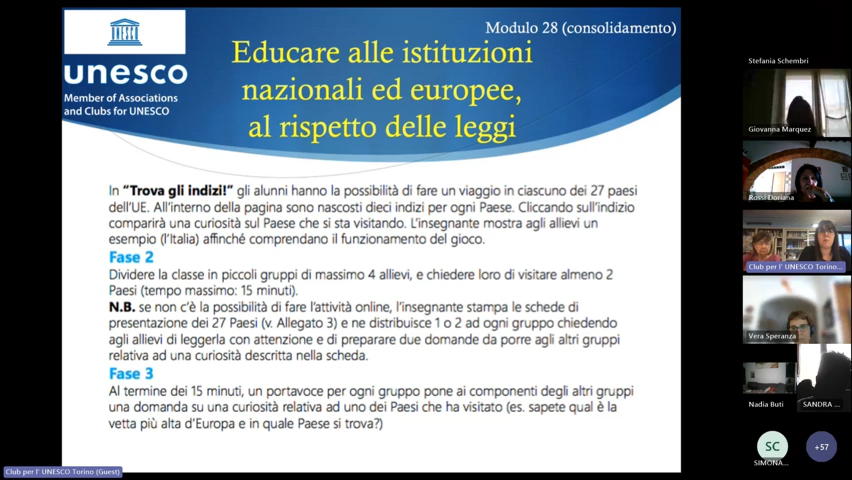 Modulo 28 (consolidamento)
Educare alle istituzioni
nazionali ed europee,
al rispetto delle leggi
unesco
Member of Associations
and Clubs for UNESCO
In “Trova gli indizi!” gli alunni hanno la possibilità di fare un viaggio in ciascuno dei 27 paesi
dell'UE. All'interno della pagina sono nascosti dieci indizi per ogni Paese. Cliccando sull'indizio
comparirà una curiosità sul Paese che si sta visitando. L'insegnante mostra agli allievi un
esempio (l'Italia) affinché comprendano il funzionamento del gioco.
Fase 2
Dividere la classe in piccoli gruppi di massimo 4 allievi, e chiedere loro di visitare almeno 2
Paesi (tempo massimo: 15 minuti).
N.B. se non c'è la possibilità di fare l'attività online, l'insegnante stampa le schede di
presentazione dei 27 Paesi (v. Allegato 3) e ne distribuisce 1 o 2 ad ogni gruppo chiedendo
agli allievi di leggerla con attenzione e di preparare due domande da porre agli altri gruppi
relativa ad una curiosità descritta nella scheda.
Fase 3
Al termine dei 15 minuti, un portavoce per ogni gruppo pone ai componenti degli altri gruppi
una domanda su una curiosità relativa ad uno dei Paesi che ha visitato (es. sapete qual è la
vetta più alta d'Europa e in quale Paese si trova?)
Club per l' UNESCO Torino (Guest)
Stefania Schembri
Giovanna Marquez
Rossi Doriana
Club per l' UNESCO Torino...
Vera Speranza
Nadia Buti
SANDRA ...
SC
SIMONA...
+57